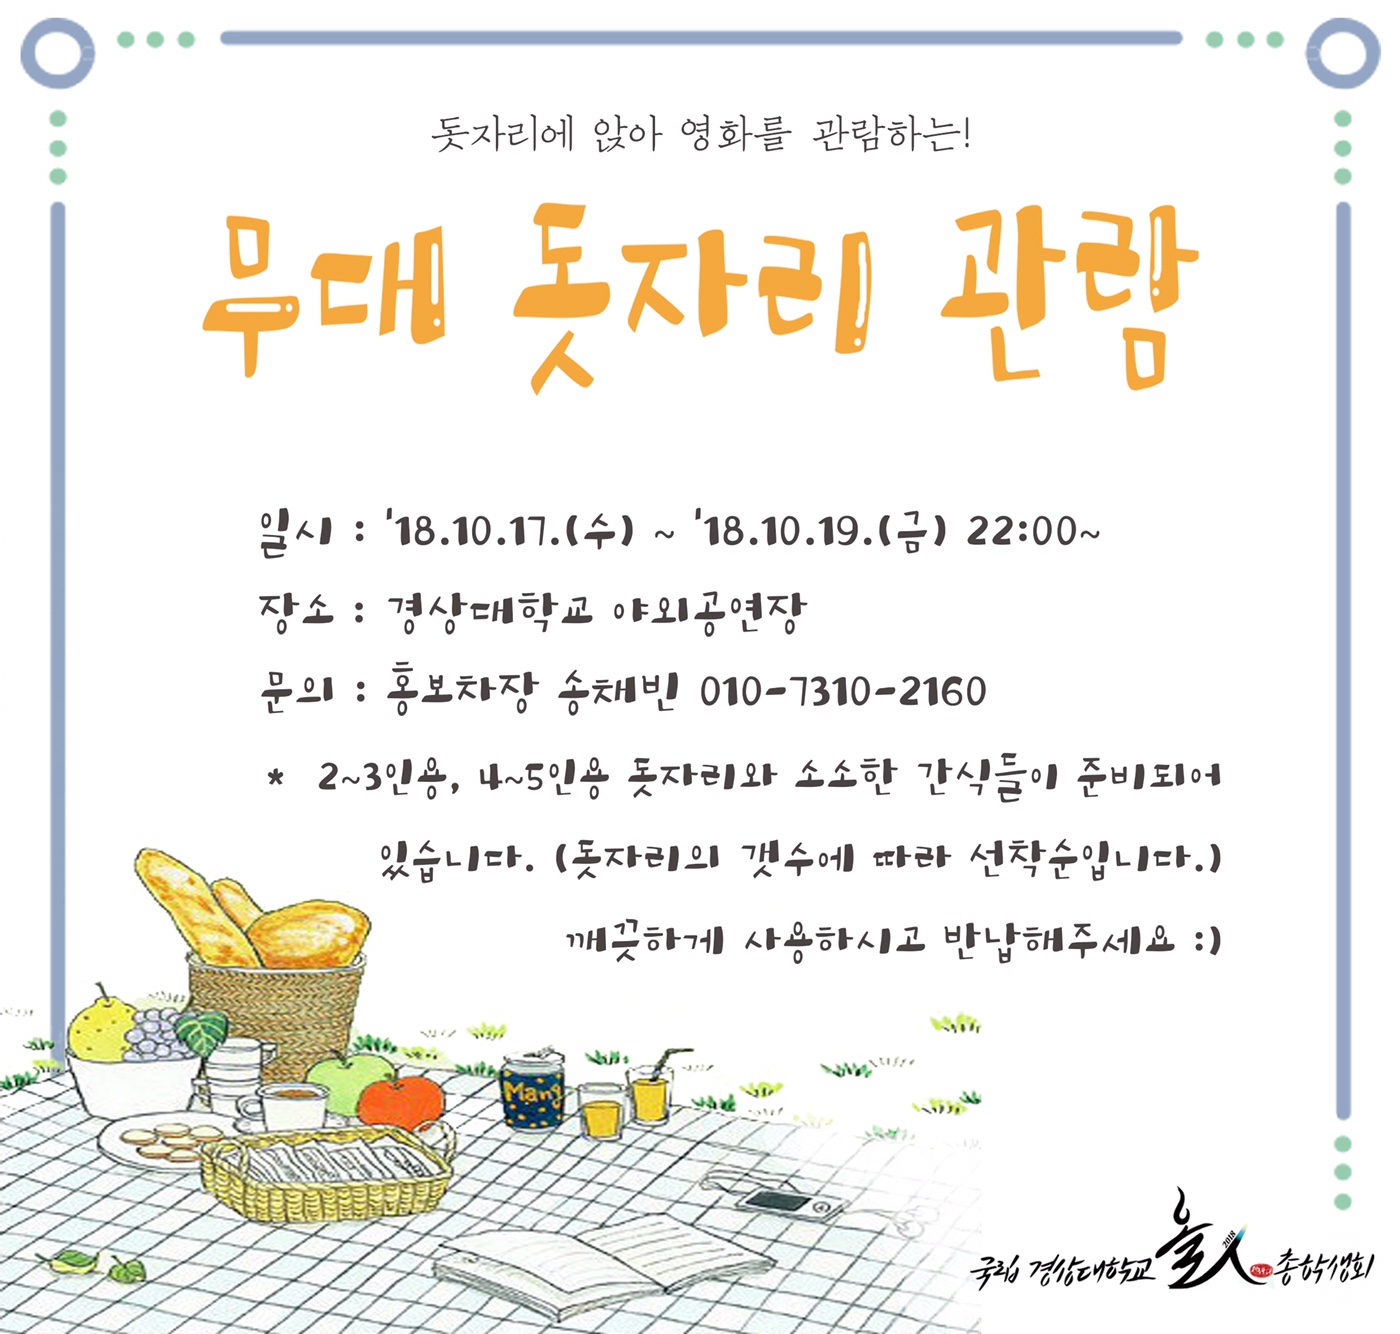 돗자리에 앉아 영화를 관람하는!
무대 돗자리 관람
일시 : '18.10.17.(수) ~ '18.10.19.(금) 22:00~
장소 : 경상대학교 야외공연장
문의 : 홍보차장 송채빈 010-7310-2160
* 2~3인용, 4~5인용 돗자리와 소소한 간식들이 준비되어
있습니다. (돗자리의 갯수에 따라 선착순입니다.)
깨끗하게 사용하시고 반납해주세요 :)
Mang
국립 경상대학교 2018 총학생회